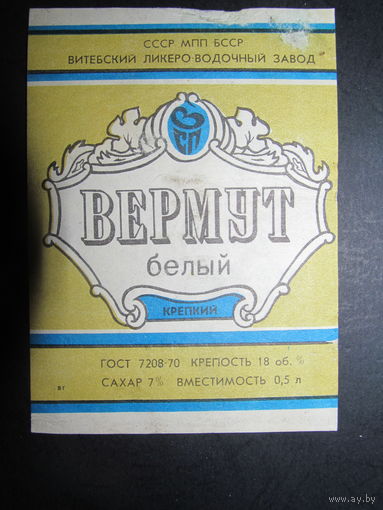 СССР МПП БССР
ВИТЕБСКИЙ ЛИКЕРО-ВОДОЧНЫЙ ЗАВОД
ВЕРМУТ
белый
КРЕПКИЙ
ГОСТ 7208-70 КРЕПОСТЬ 18 об. %
САХАР 7% ВМЕСТИМОСТЬ 0,5 л
вг
www.ay.by